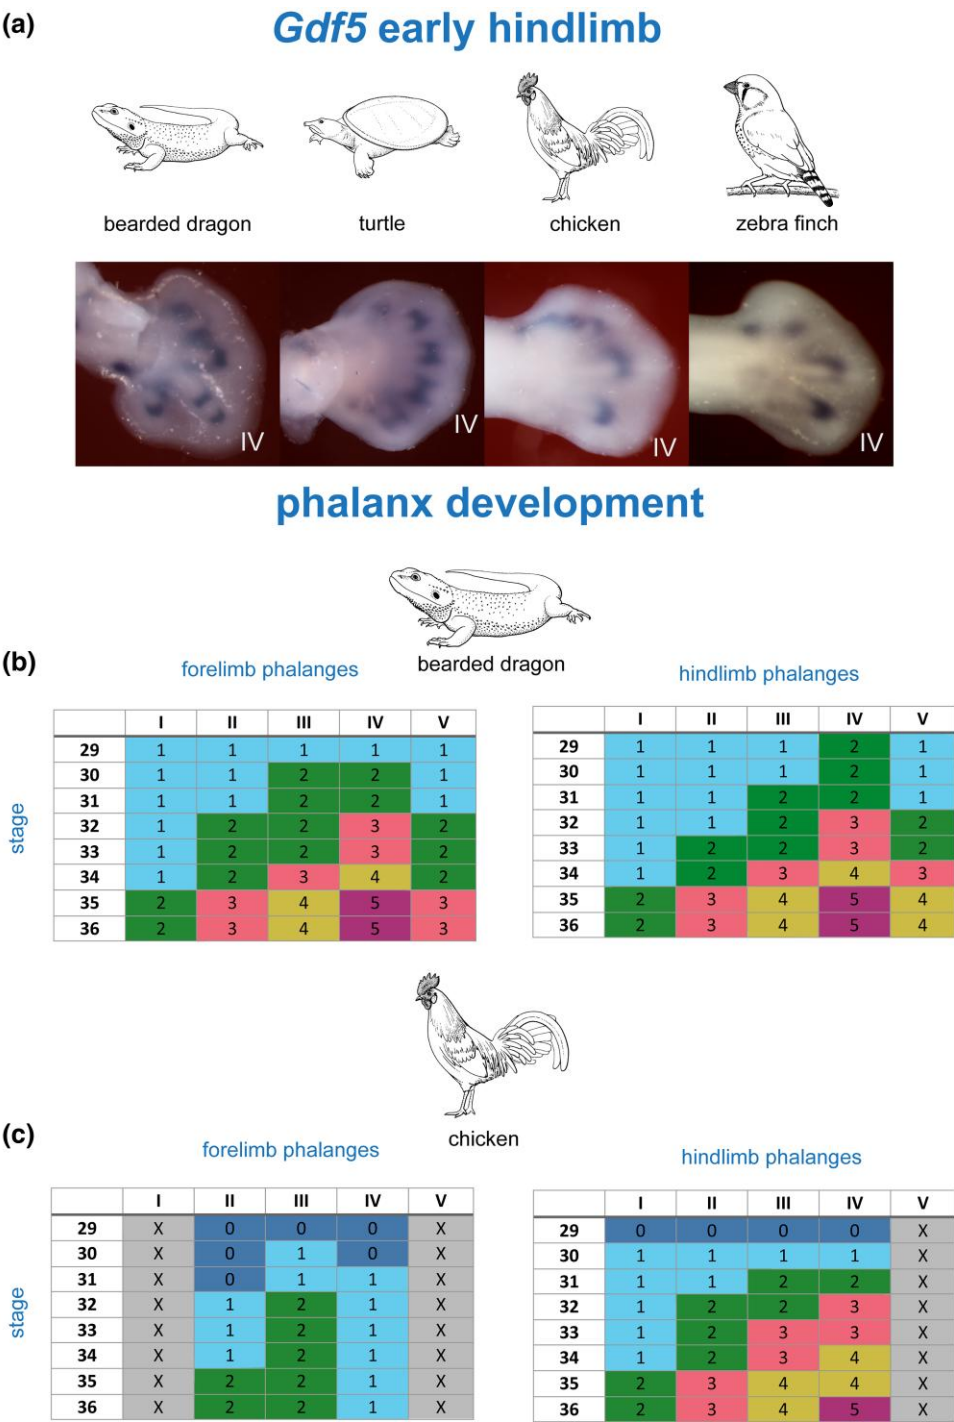 (a)
Gdf5 early hindlimb
bearded dragon turtle chicken zebra finch
IV IV IV IV
phalanx development
bearded dragon
(b)
forelimb phalanges hindlimb phalanges
stage
I II III IV V
29 1 1 1 1 1
30 1 1 2 2 1
31 1 1 2 2 1
32 1 2 2 3 2
33 1 2 2 3 2
34 1 2 3 4 2
35 2 3 4 5 3
36 2 3 4 5 3
I II III IV V
29 1 1 1 2 1
30 1 1 1 2 1
31 1 1 2 2 1
32 1 1 2 3 2
33 1 2 2 3 2
34 1 2 3 4 3
35 2 3 4 5 4
36 2 3 4 5 4
chicken
(c)
forelimb phalanges hindlimb phalanges
stage
I II III IV V
29 X 0 0 0 X
30 X 0 1 0 X
31 X 0 1 1 X
32 X 1 2 1 X
33 X 1 2 1 X
34 X 1 2 1 X
35 X 2 2 1 X
36 X 2 2 1 X
I II III IV V
29 0 0 0 0 X
30 1 1 1 1 X
31 1 1 2 2 X
32 1 2 2 3 X
33 1 2 3 3 X
34 1 2 3 4 X
35 2 3 4 4 X
36 2 3 4 5 X